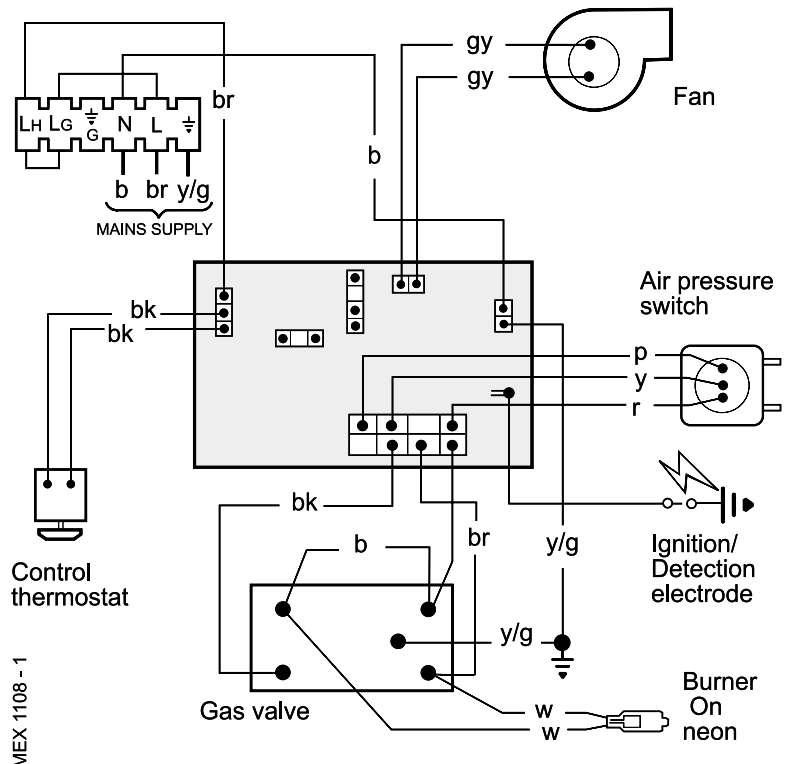 gy
gy
Fan
br
LH LG G N L
b
b br y/g
MAINS SUPPLY
Air pressure
switch
bk
bk
p
y
r
bk
b
br
y/g
Ignition/
Detection
electrode
Control
thermostat
y/g
Gas valve
w
w
Burner
On
neon
MEX 1108 - 1